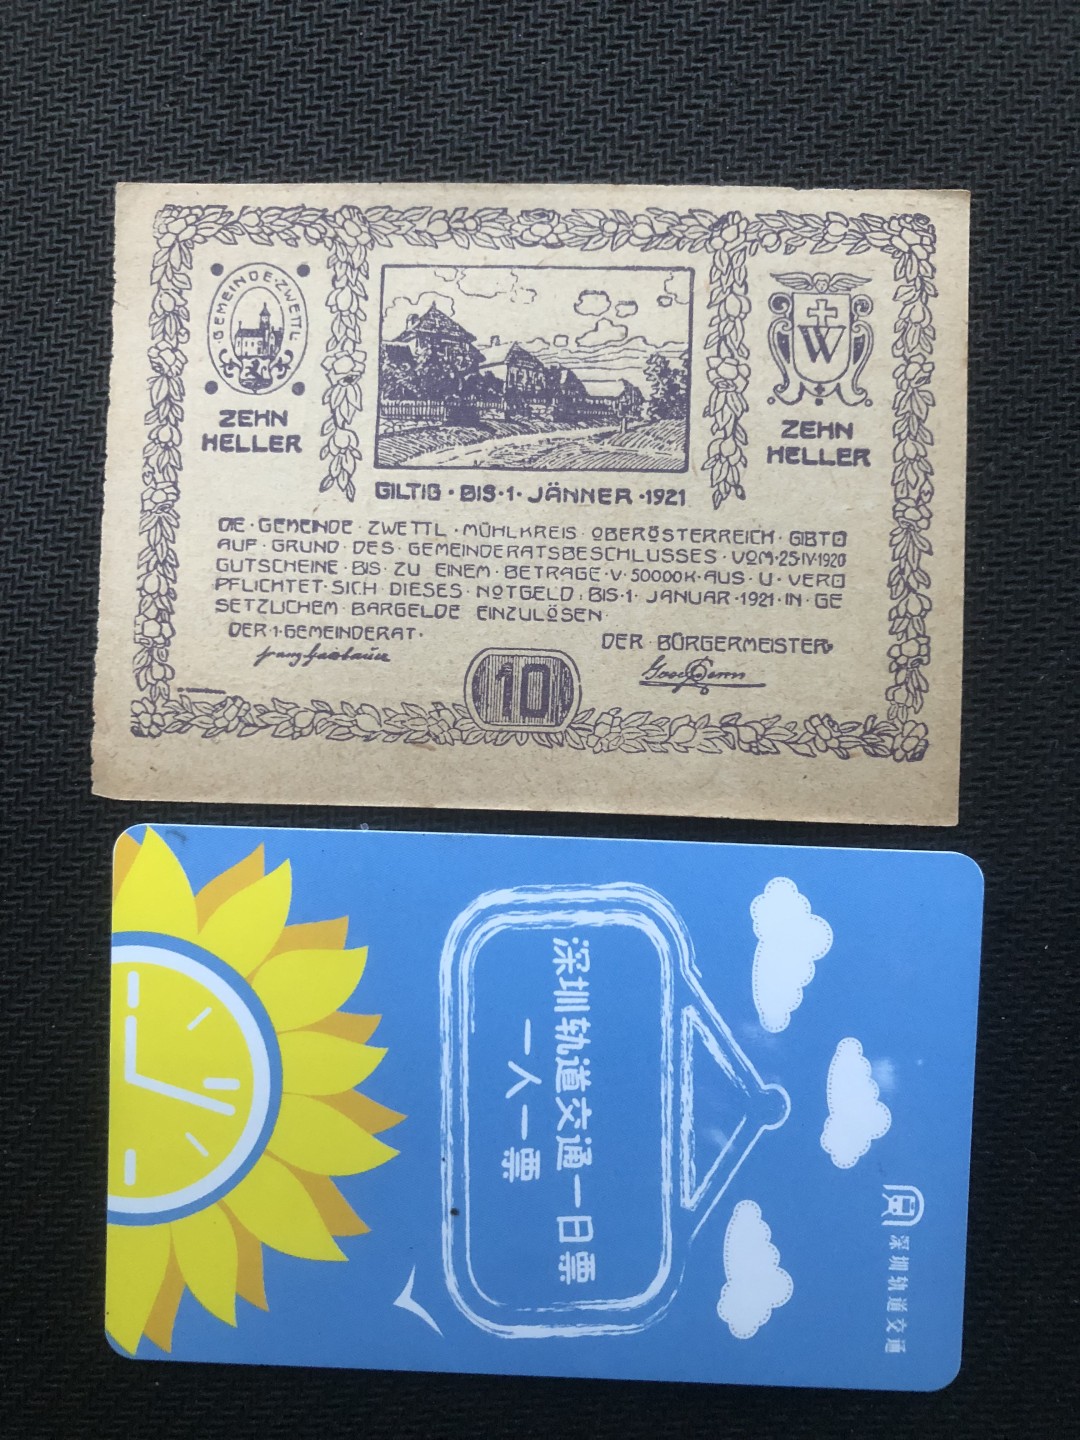 GEMEINDE·ZWETTL
ZEHN
HELLER
W
ZEHN
HELLER
GILTIG·BIS·1·JÄNNER·1921
DIE·GEMEINDE·ZWETTL·MÜHLKREIS·OBERÖSTERREICH·GIBT
AUF·GRUND·DES·GEMEINDERATSBESCHLUSSES·VOM·25·IV·1920
GUTSCHEINE·BIS·ZU·EINEM·BETRAGE·V·50000K·AUS·U·VER
PFLICHTET·SICH·DIESES·NOTGELD·BIS·1·JANUAR·1921·IN·GE
SETZLICHEM·BARGELDE·EINZULÖSEN·
DER·1·GEMEINDERAT·
DER·BÜRGERMEISTER
10
深圳轨道交通一日票
一人一票
深圳轨道交通